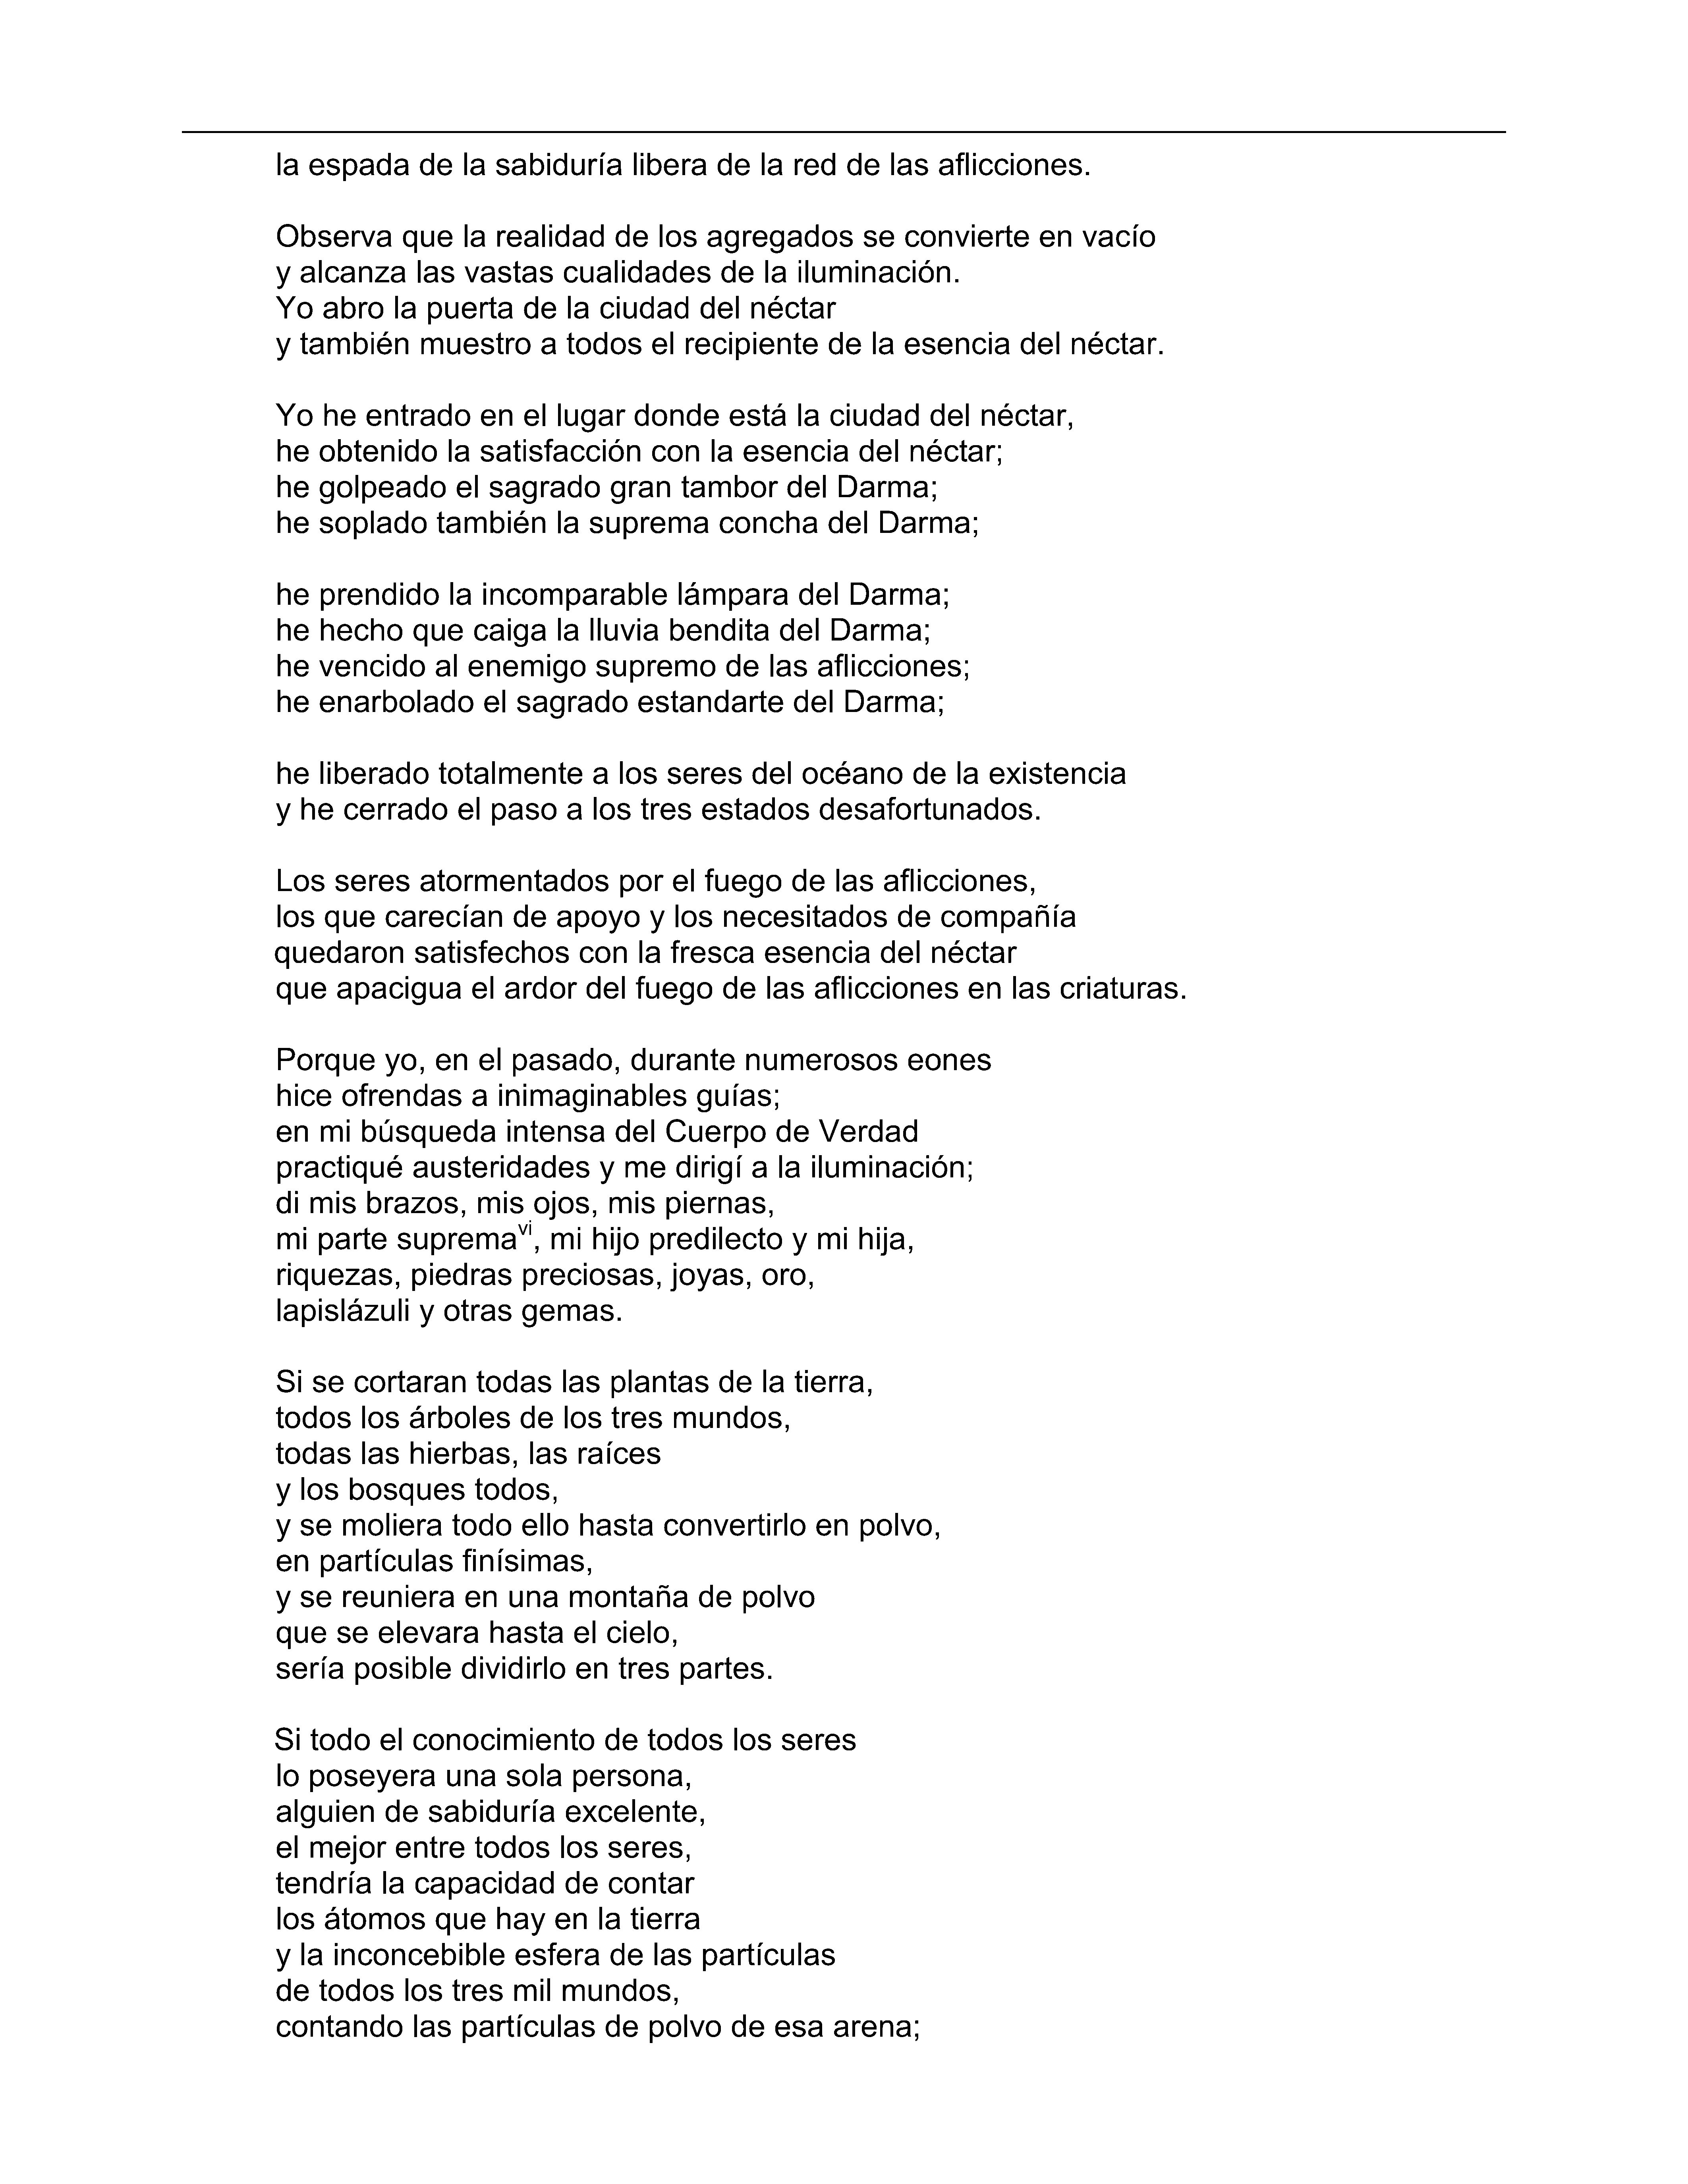 la espada de la sabiduría libera de la red de las aflicciones.

Observa que la realidad de los agregados se convierte en vacío
y alcanza las vastas cualidades de la iluminación.
Yo abro la puerta de la ciudad del néctar
y también muestro a todos el recipiente de la esencia del néctar.

Yo he entrado en el lugar donde está la ciudad del néctar,
he obtenido la satisfacción con la esencia del néctar;
he golpeado el sagrado gran tambor del Darma;
he soplado también la suprema concha del Darma;

he prendido la incomparable lámpara del Darma;
he hecho que caiga la lluvia bendita del Darma;
he vencido al enemigo supremo de las aflicciones;
he enarbolado el sagrado estandarte del Darma;

he liberado totalmente a los seres del océano de la existencia
y he cerrado el paso a los tres estados desafortunados.

Los seres atormentados por el fuego de las aflicciones,
los que carecían de apoyo y los necesitados de compañía
quedaron satisfechos con la fresca esencia del néctar
que apacigua el ardor del fuego de las aflicciones en las criaturas.

Porque yo, en el pasado, durante numerosos eones
hice ofrendas a inimaginables guías;
en mi búsqueda intensa del Cuerpo de Verdad
practiqué austeridades y me dirigí a la iluminación;
di mis brazos, mis ojos, mis piernas,
mi parte suprema^vi, mi hijo predilecto y mi hija,
riquezas, piedras preciosas, joyas, oro,
lapislázuli y otras gemas.

Si se cortaran todas las plantas de la tierra,
todos los árboles de los tres mundos,
todas las hierbas, las raíces
y los bosques todos,
y se moliera todo ello hasta convertirlo en polvo,
en partículas finísimas,
y se reuniera en una montaña de polvo
que se elevara hasta el cielo,
sería posible dividirlo en tres partes.

Si todo el conocimiento de todos los seres
lo poseyera una sola persona,
alguien de sabiduría excelente,
el mejor entre todos los seres,
tendría la capacidad de contar
los átomos que hay en la tierra
y la inconcebible esfera de las partículas
de todos los tres mil mundos,
contando las partículas de polvo de esa arena;